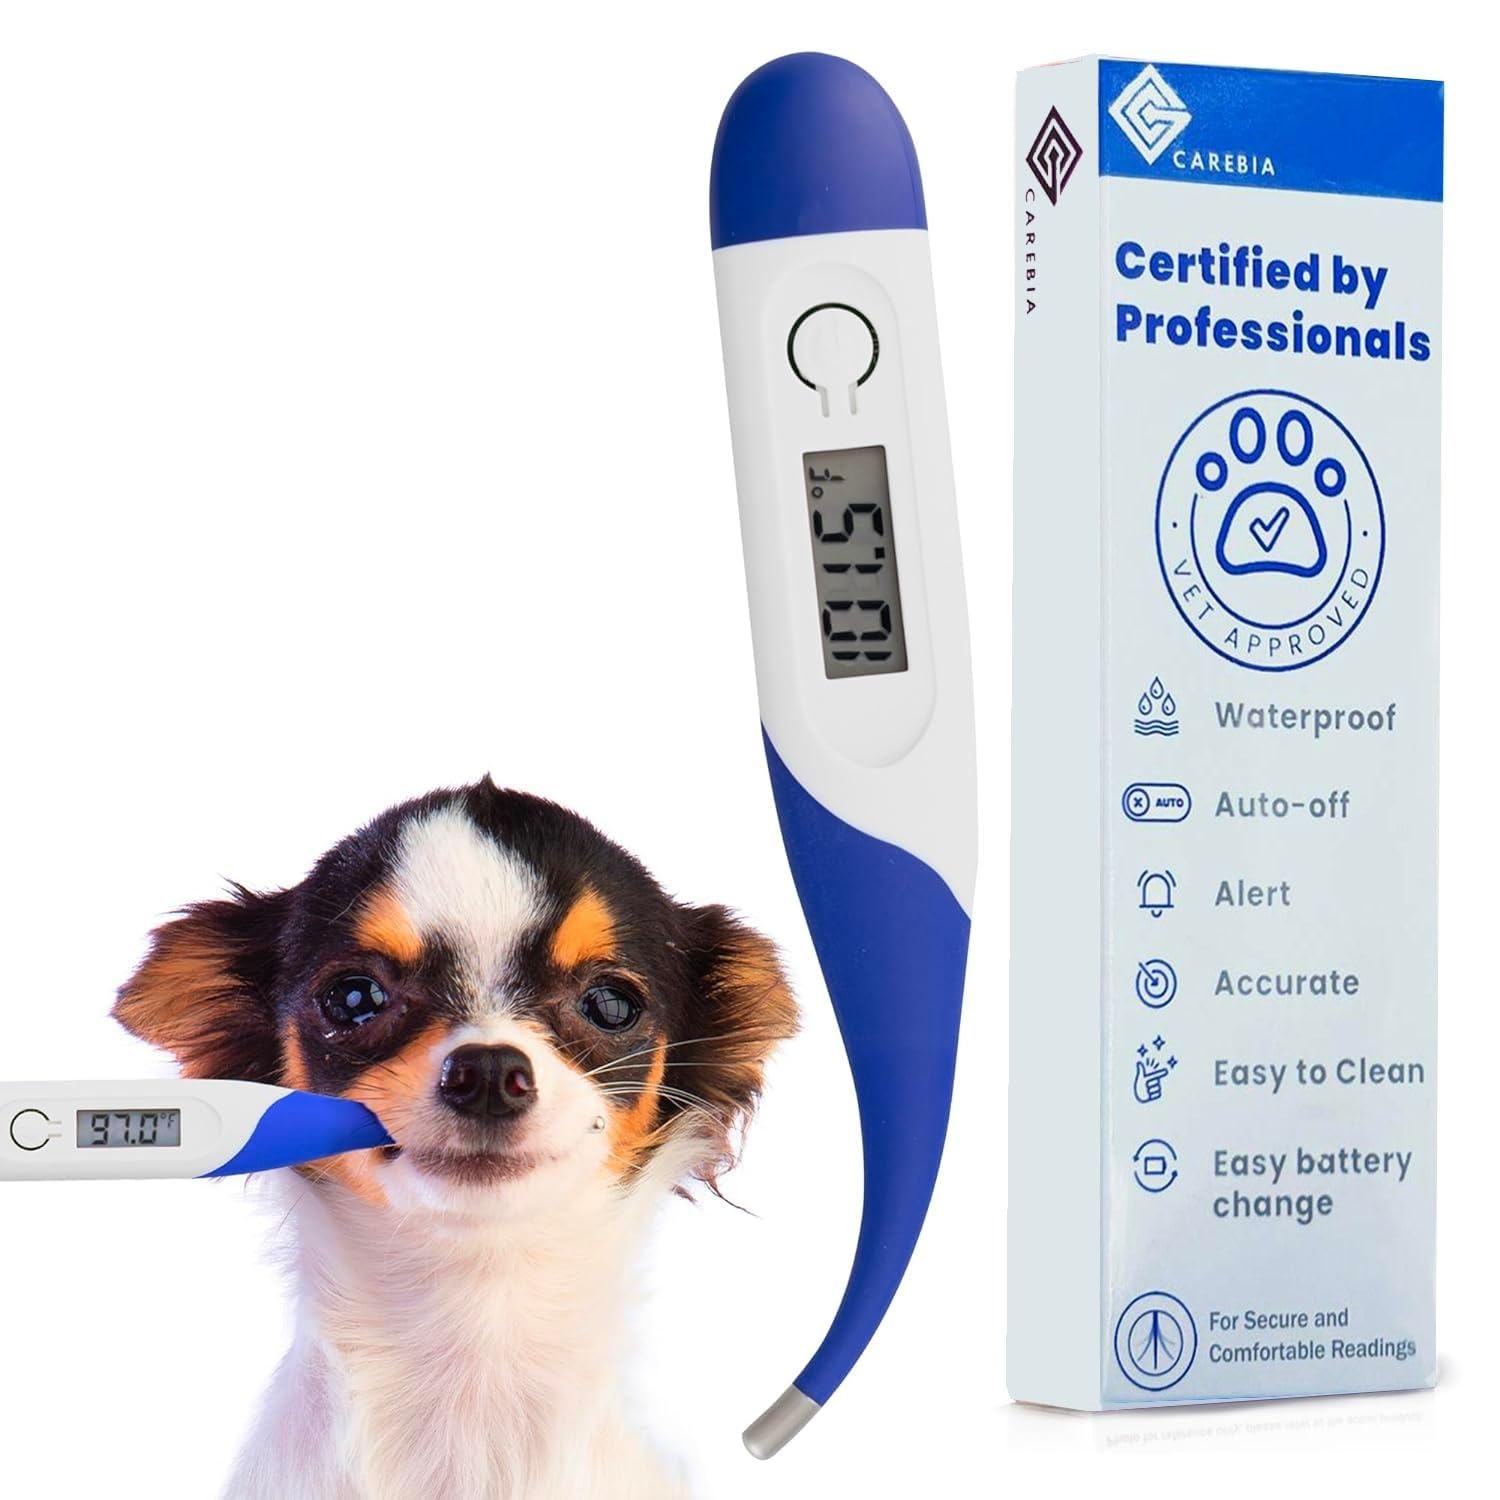 CAREBIA
CAREBIA
Certified by
Professionals
VET APPROVED
Waterproof
AUTO
Auto-off
Alert
Accurate
Easy to Clean
Easy battery
change
For Secure and
Comfortable Readings
101.5 °F
97.0 °F